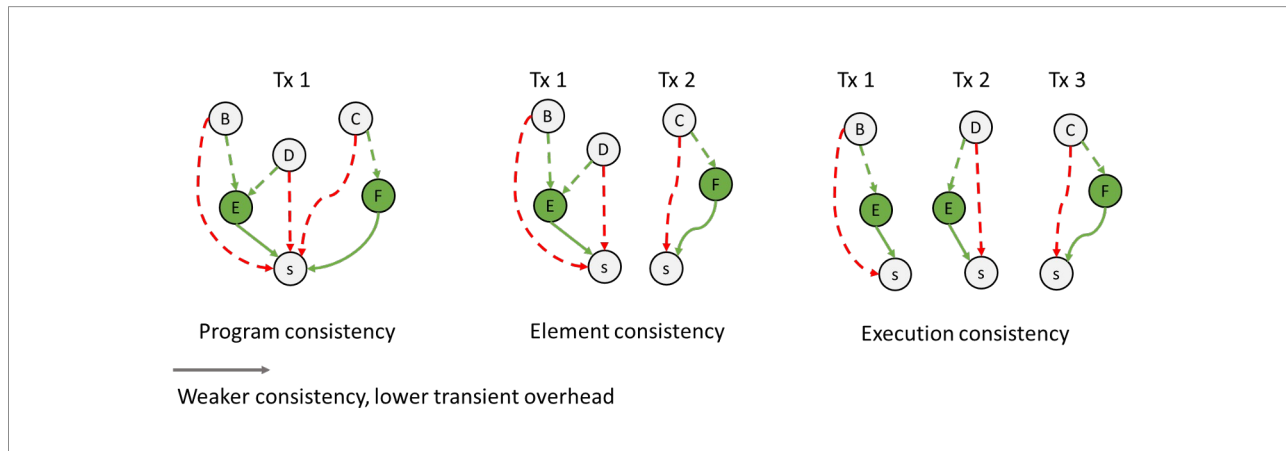 Tx 1
B
C
D
E
F
s
Program consistency
Tx 1
Tx 2
B
C
D
F
E
s
s
Element consistency
Tx 1
Tx 2
Tx 3
B
D
C
F
E
E
s
s
s
Execution consistency
Weaker consistency, lower transient overhead